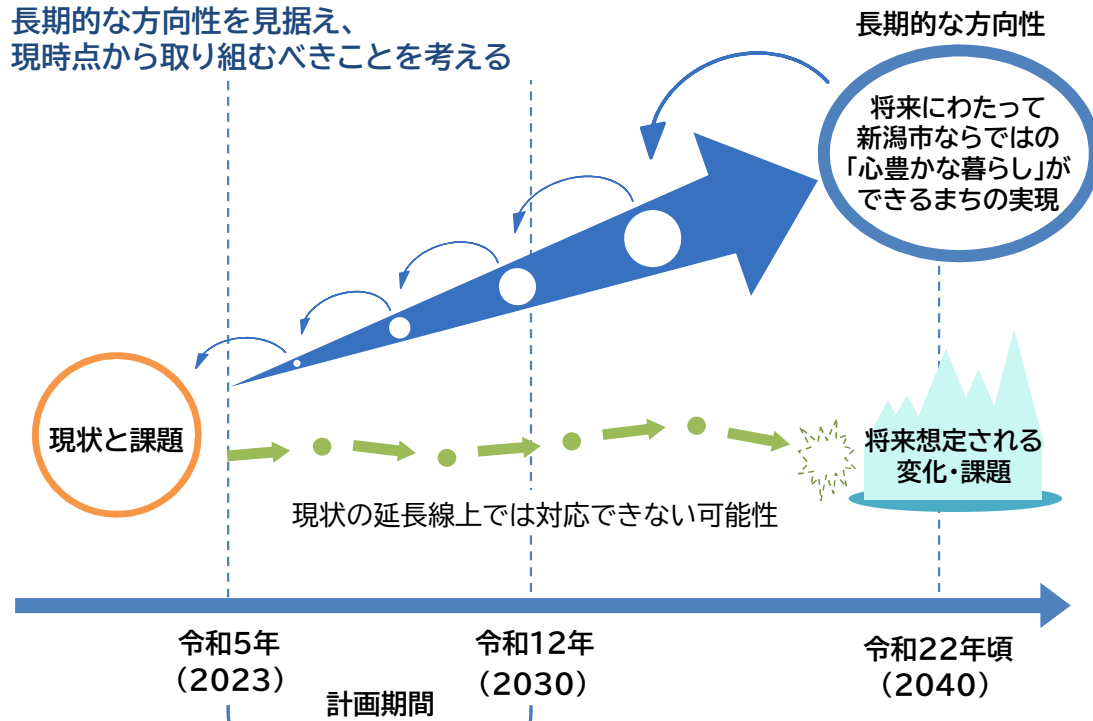 長期的な方向性を見据え、
現時点から取り組むべきことを考える
長期的な方向性
将来にわたって
新潟市ならではの
「心豊かな暮らし」が
できるまちの実現
現状と課題
将来想定される
変化・課題
現状の延長線上では対応できない可能性
令和5年
（2023）
令和12年
（2030）
令和22年頃
（2040）
計画期間